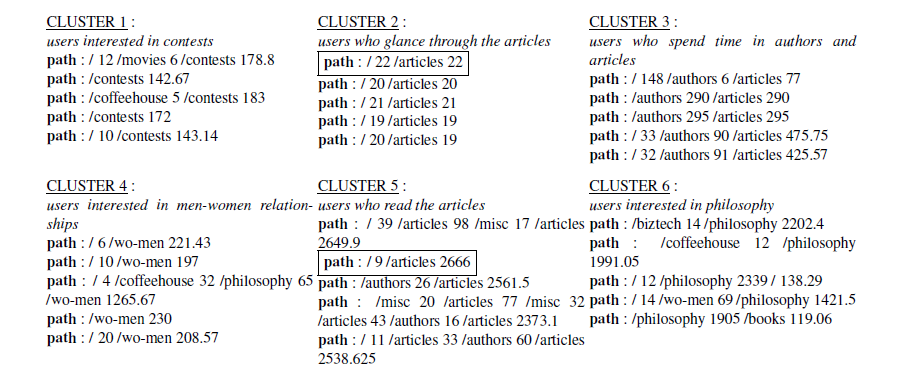 CLUSTER 1 :
users interested in contests
path : / 12 /movies 6 /contests 178.8
path : /contests 142.67
path : /coffeehouse 5 /contests 183
path : /contests 172
path : / 10 /contests 143.14
CLUSTER 2 :
users who glance through the articles
path : / 22 /articles 22
path : / 20 /articles 20
path : / 21 /articles 21
path : / 19 /articles 19
path : / 20 /articles 19
CLUSTER 3 :
users who spend time in authors and
articles
path : / 148 /authors 6 /articles 77
path : /authors 290 /articles 290
path : /authors 295 /articles 295
path : / 33 /authors 90 /articles 475.75
path : / 32 /authors 91 /articles 425.57
CLUSTER 4 :
users interested in men-women relation-
ships
path : / 6 /wo-men 221.43
path : / 10 /wo-men 197
path : / 4 /coffeehouse 32 /philosophy 65
/wo-men 1265.67
path : /wo-men 230
path : / 20 /wo-men 208.57
CLUSTER 5 :
users who read the articles
path : / 39 /articles 98 /misc 17 /articles
2649.9
path : / 9 /articles 2666
path : /authors 26 /articles 2561.5
path : /misc 20 /articles 77 /misc 32
/articles 43 /authors 16 /articles 2373.1
path : / 11 /articles 33 /authors 60 /articles
2538.625
CLUSTER 6 :
users interested in philosophy
path : /biztech 14 /philosophy 2202.4
path : /coffeehouse 12 /philosophy
1991.05
path : / 12 /philosophy 2339 / 138.29
path : / 14 /wo-men 69 /philosophy 1421.5
path : /philosophy 1905 /books 119.06